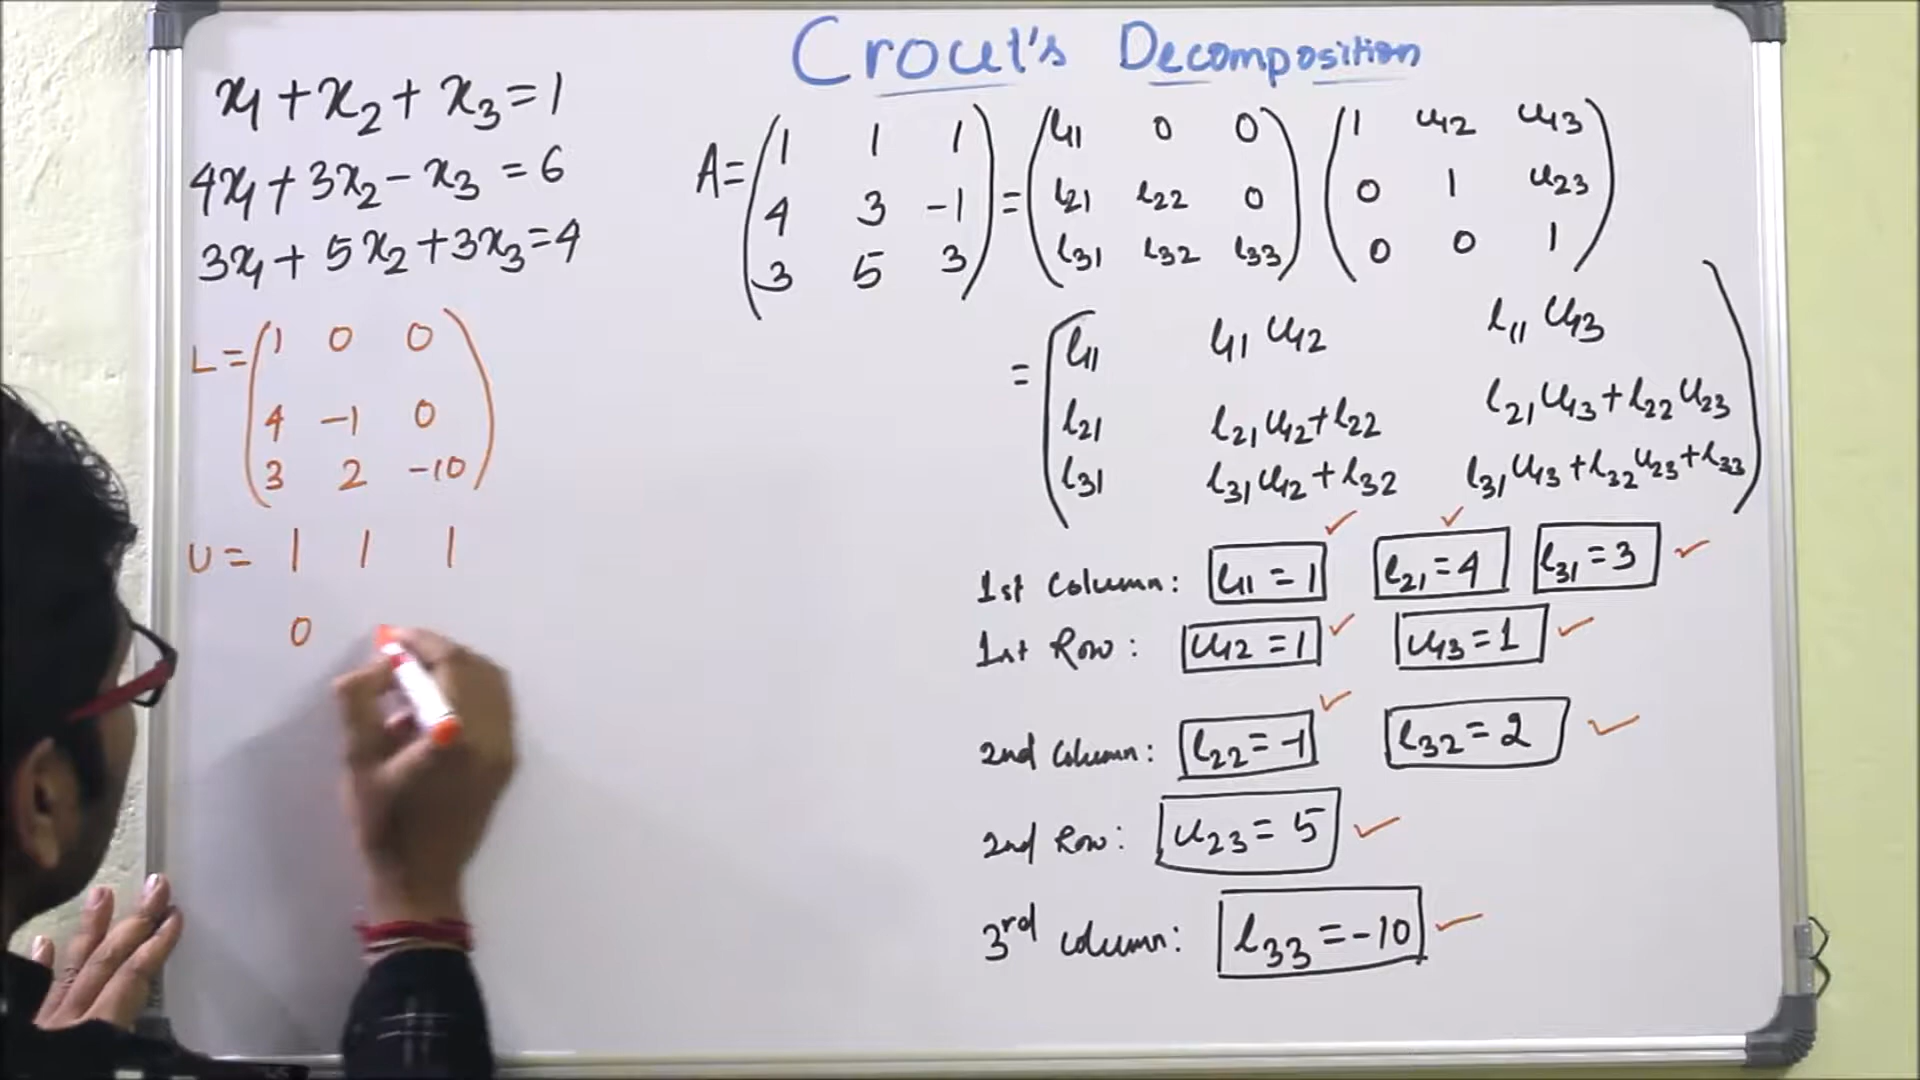 Crout's Decomposition
x₁ + x₂ + x₃ = 1
4x₁ + 3x₂ - x₃ = 6
3x₁ + 5x₂ + 3x₃ = 4
A = (1 1 1) = (l₁₁ 0 0) (1 u₁₂ u₁₃)
(4 3 -1) (l₂₁ l₂₂ 0) (0 1 u₂₃)
(3 5 3) (l₃₁ l₃₂ l₃₃) (0 0 1)
= (l₁₁ l₁₁u₁₂ l₁₁u₁₃)
(l₂₁ l₂₁u₁₂+l₂₂ l₂₁u₁₃+l₂₂u₂₃)
(l₃₁ l₃₁u₁₂+l₃₂ l₃₁u₁₃+l₃₂u₂₃+l₃₃)
L = (1 0 0)
(4 -1 0)
(3 2 -10)
U = 1 1 1
0
1st Column: l₁₁ = 1 ✓ l₂₁ = 4 ✓ l₃₁ = 3 ✓
1st Row: u₁₂ = 1 ✓ u₁₃ = 1 ✓
2nd Column: l₂₂ = -1 ✓ l₃₂ = 2 ✓
2nd Row: u₂₃ = 5 ✓
3rd column: l₃₃ = -10 ✓